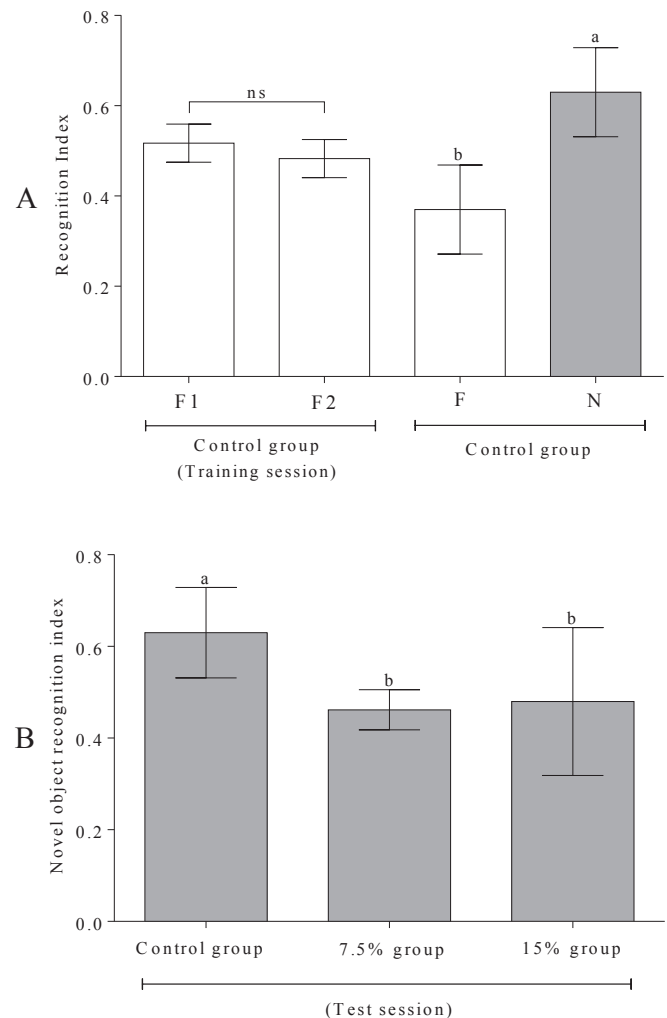 0.8
a
ns
0.6
b
Recognition Index
A
0.4
0.2
0.0
F1 F2 F N
Control group
(Training session)
Control group
0.8
a
b
b
0.6
Novel object recognition index
B
0.4
0.2
0.0
Control group 7.5% group 15% group
(Test session)